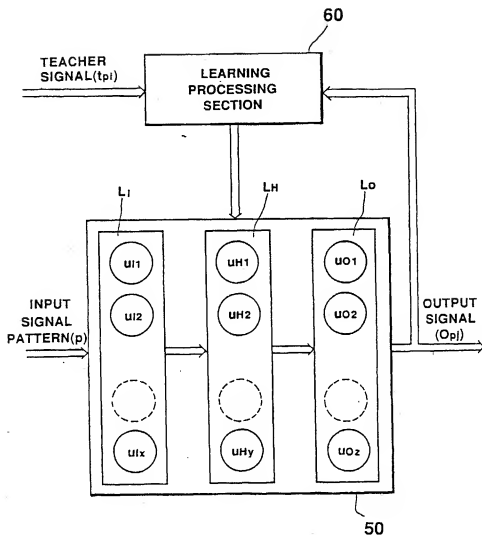 60
TEACHER
SIGNAL(tpi)
LEARNING
PROCESSING
SECTION
LI
LH
LO
uI1
uH1
uO1
uI2
uH2
uO2
INPUT
SIGNAL
PATTERN(p)
OUTPUT
SIGNAL
(Opj)
uIx
uHy
uOz
50